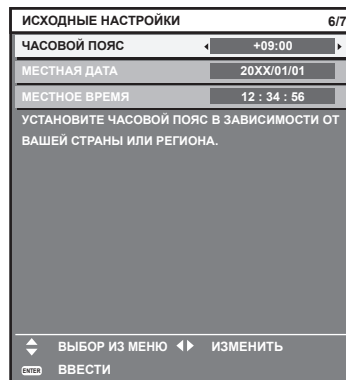 ИСХОДНЫЕ НАСТРОЙКИ 6/7
ЧАСОВОЙ ПОЯС +09:00
МЕСТНАЯ ДАТА 20XX/01/01
МЕСТНОЕ ВРЕМЯ 12 : 34 : 56
УСТАНОВИТЕ ЧАСОВОЙ ПОЯС В ЗАВИСИМОСТИ ОТ
ВАШЕЙ СТРАНЫ ИЛИ РЕГИОНА.
ВЫБОР ИЗ МЕНЮ ИЗМЕНИТЬ
ENTER ВВЕСТИ